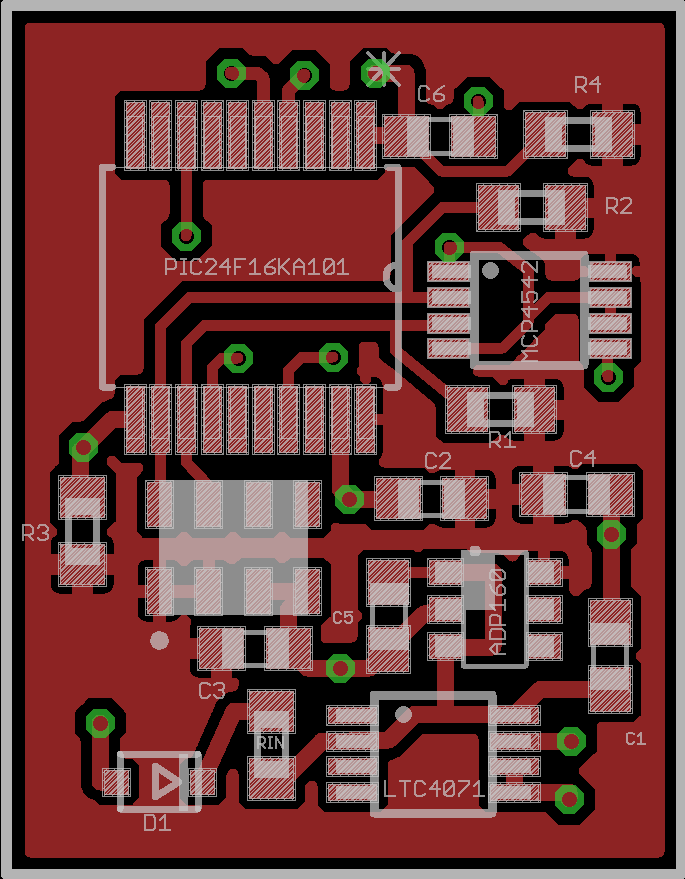 C6
R4
R2
PIC24F16KA101
MCP4542
R1
C2
C4
R3
ADP160
C5
C3
RIN
C1
LTC4071
D1